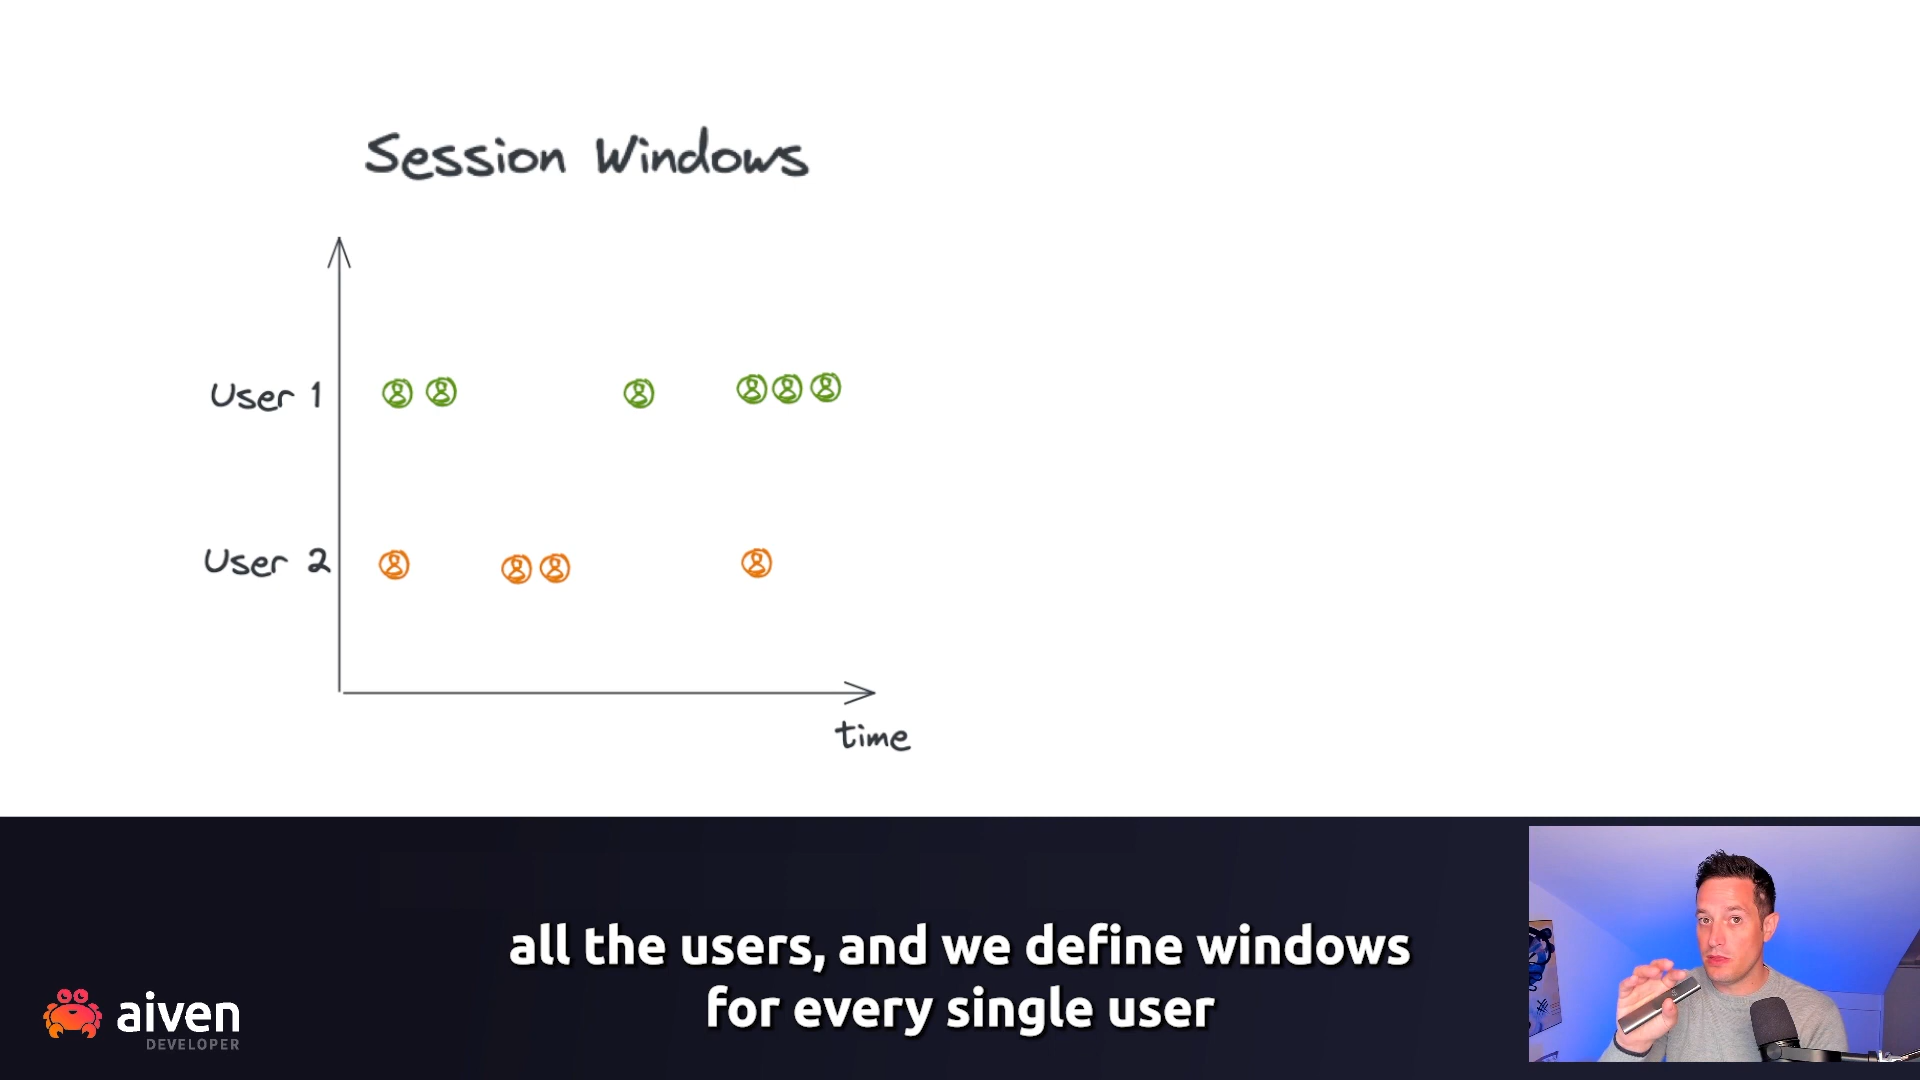 Session Windows
User 1
User 2
time
all the users, and we define windows
for every single user
aiven
DEVELOPER